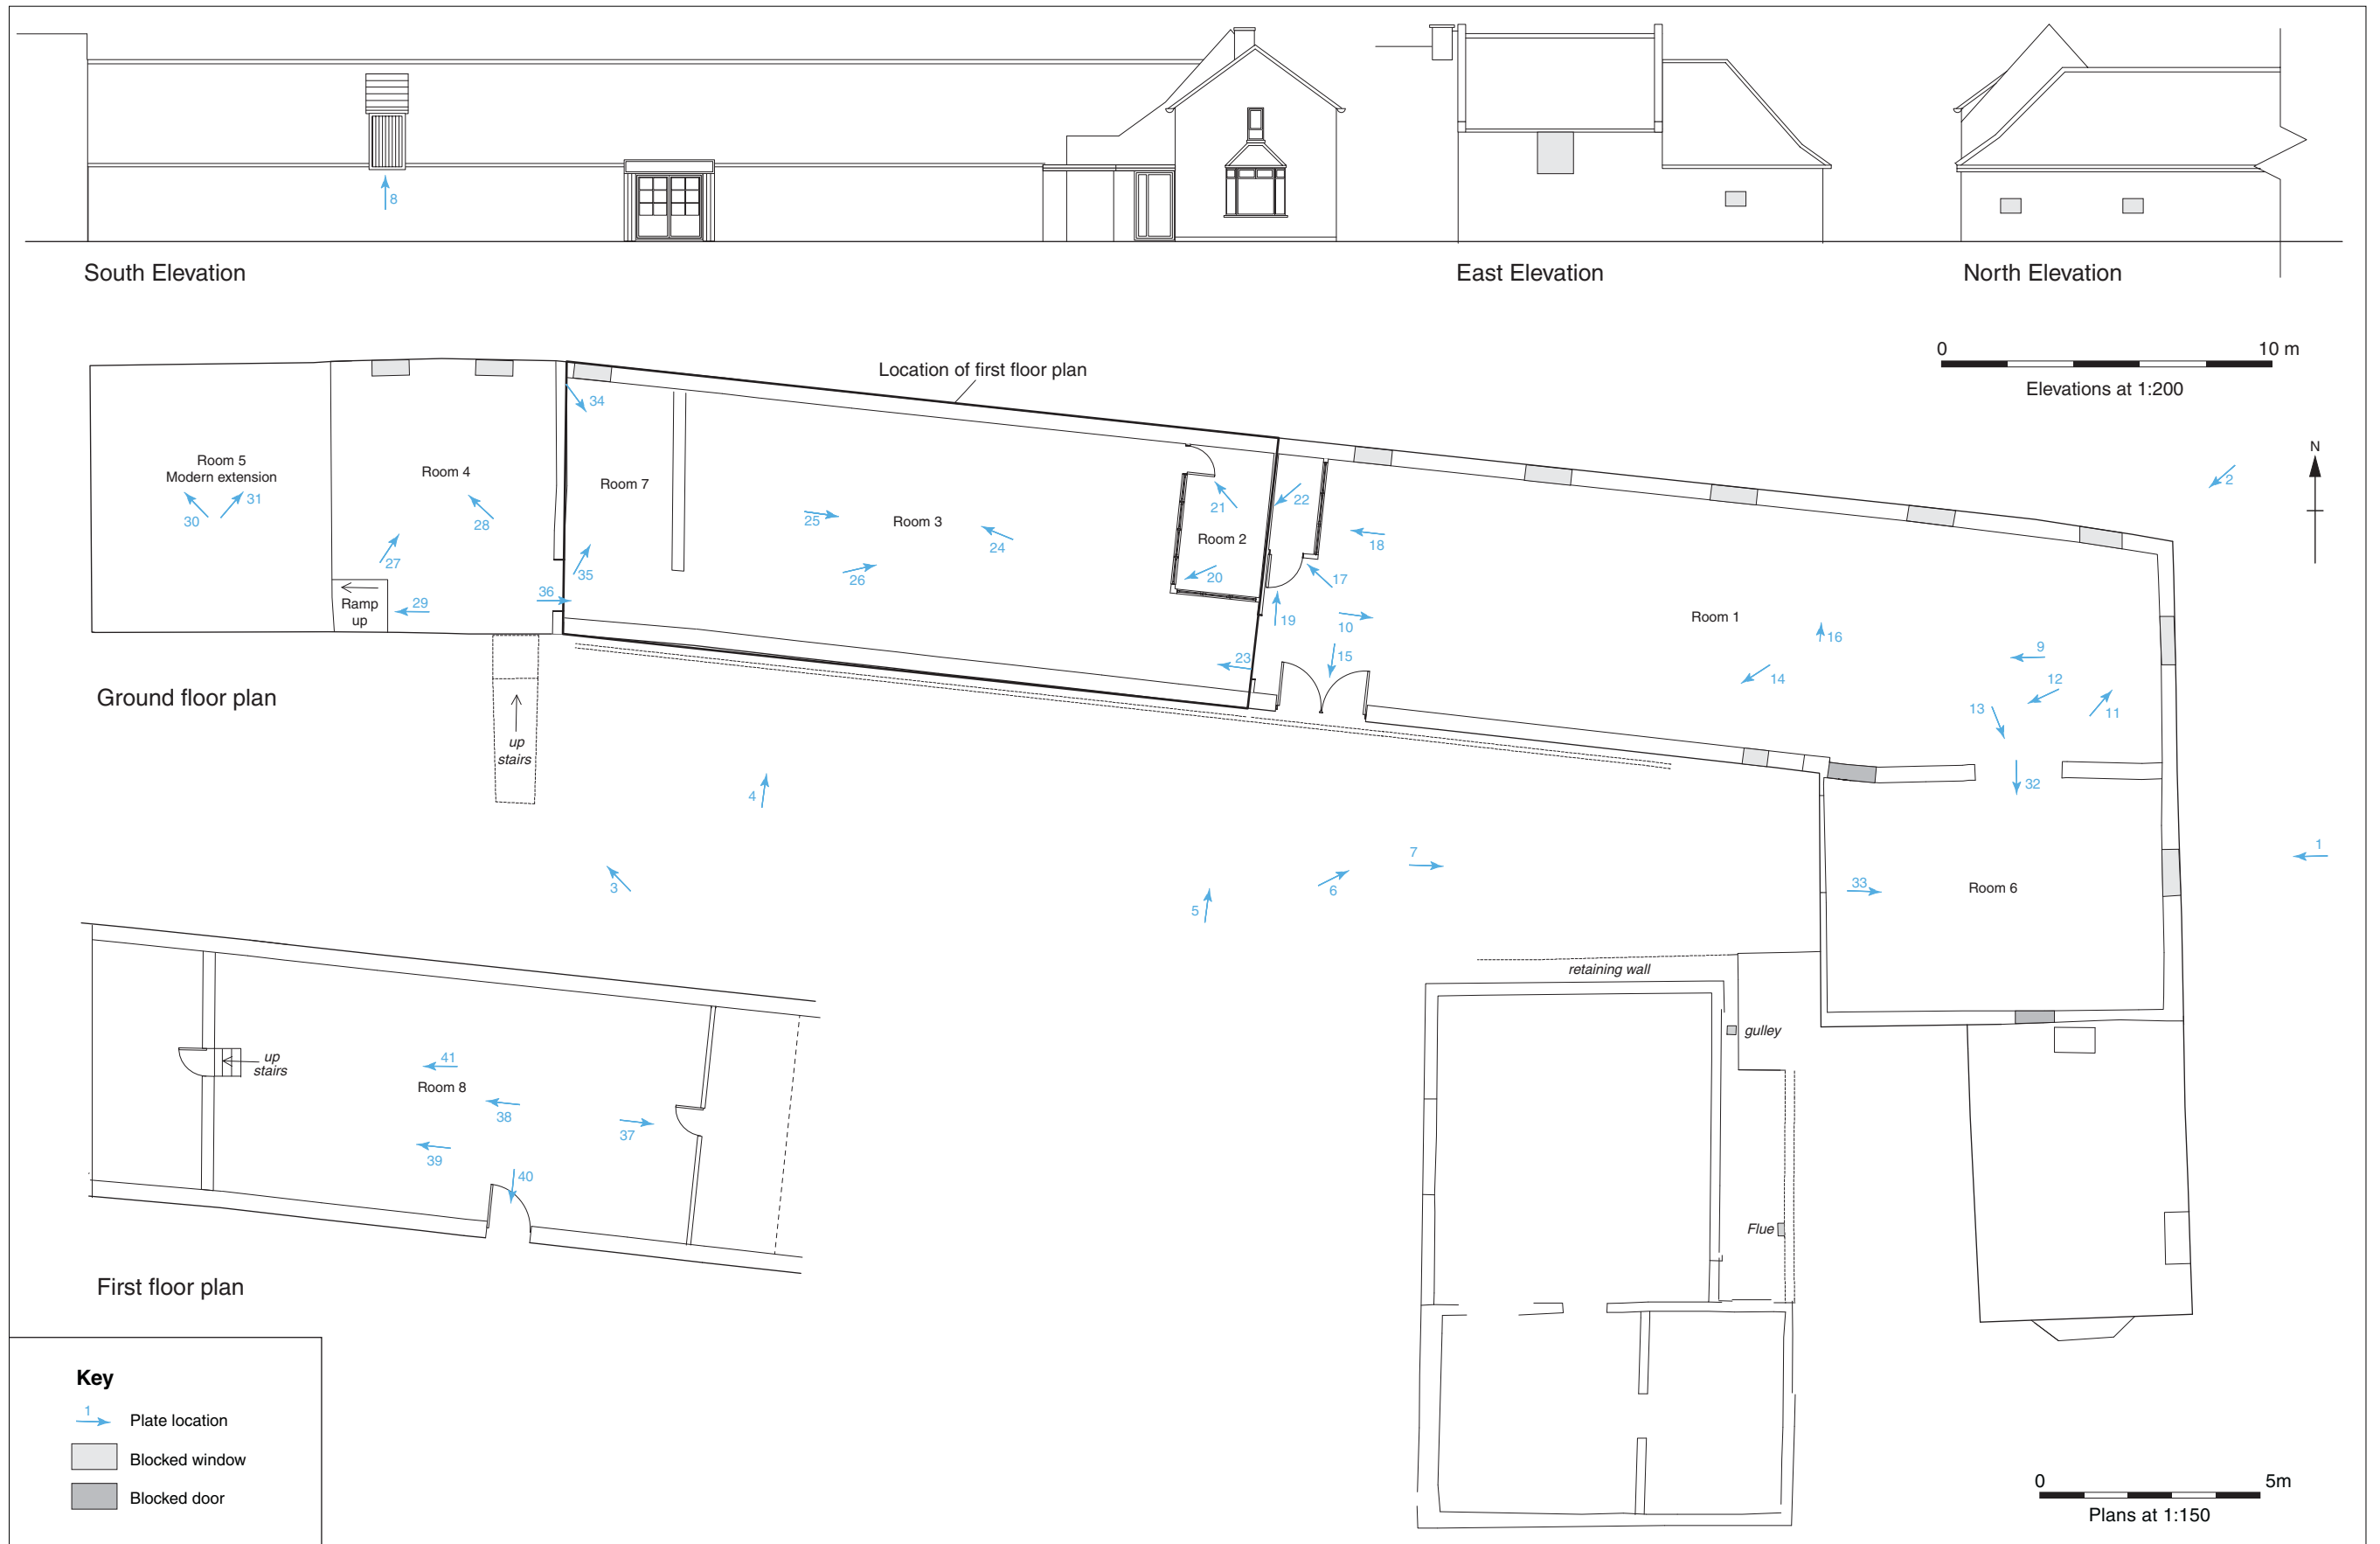 8
South Elevation
East Elevation
North Elevation
0 10 m
Elevations at 1:200
Location of first floor plan
N
34
Room 5
Modern extension
30
31
Room 4
28
27
Ramp
up
29
36
Room 7
35
25
Room 3
24
26
21
Room 2
20
22
18
17
19
10
15
23
Room 1
16
14
9
12
13
11
2
32
1
Ground floor plan
up
stairs
4
3
5
6
7
33
Room 6
retaining wall
gulley
Flue
up
stairs
41
Room 8
38
37
39
40
First floor plan
Key
1
Plate location
Blocked window
Blocked door
0 5m
Plans at 1:150